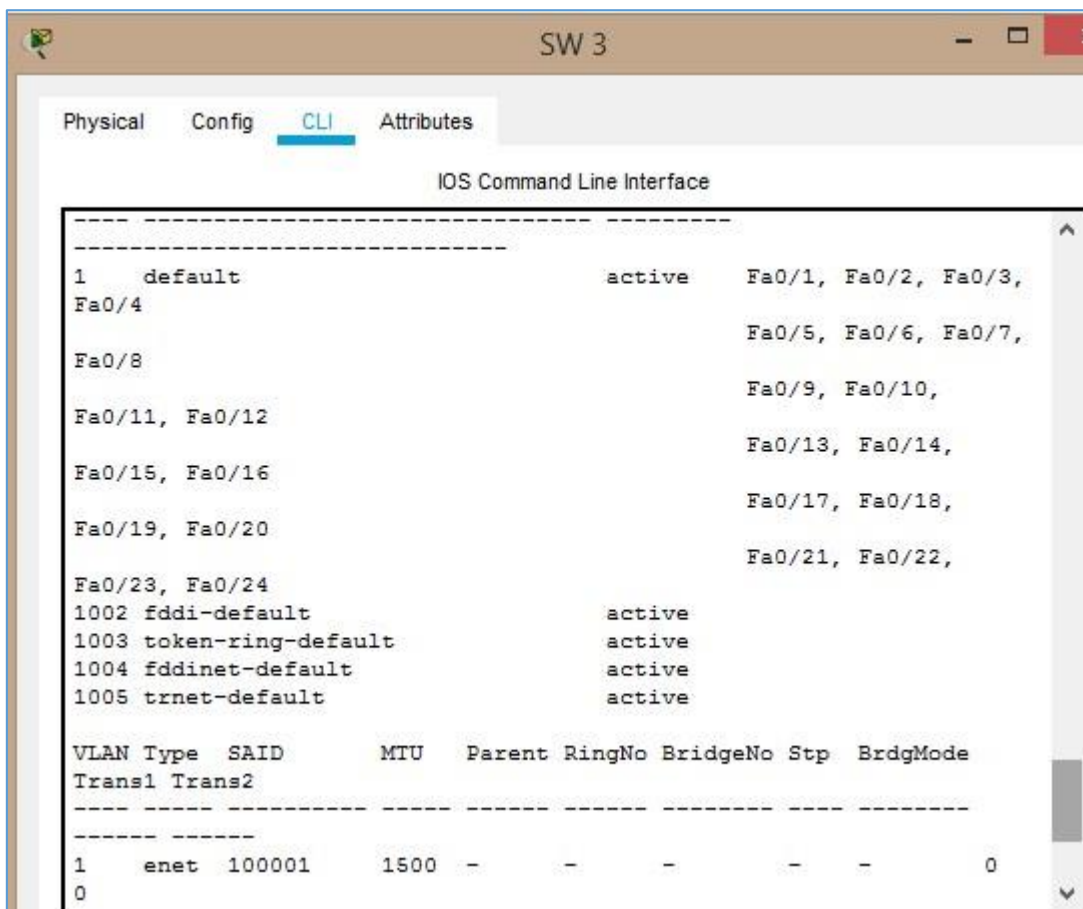 SW 3
Physical Config CLI Attributes
IOS Command Line Interface
---- -------------------------------- ---------
-------------------------------
1    default                          active    Fa0/1, Fa0/2, Fa0/3,
Fa0/4
                                                Fa0/5, Fa0/6, Fa0/7,
Fa0/8
                                                Fa0/9, Fa0/10,
Fa0/11, Fa0/12
                                                Fa0/13, Fa0/14,
Fa0/15, Fa0/16
                                                Fa0/17, Fa0/18,
Fa0/19, Fa0/20
                                                Fa0/21, Fa0/22,
Fa0/23, Fa0/24
1002 fddi-default                     active
1003 token-ring-default               active
1004 fddinet-default                  active
1005 trnet-default                    active
VLAN Type  SAID       MTU   Parent RingNo BridgeNo Stp  BrdgMode
Trans1 Trans2
---- ----- ---------- ----- ------ ------ -------- ---- --------
------ ------
1    enet  100001     1500  -      -      -        -    -        0
0